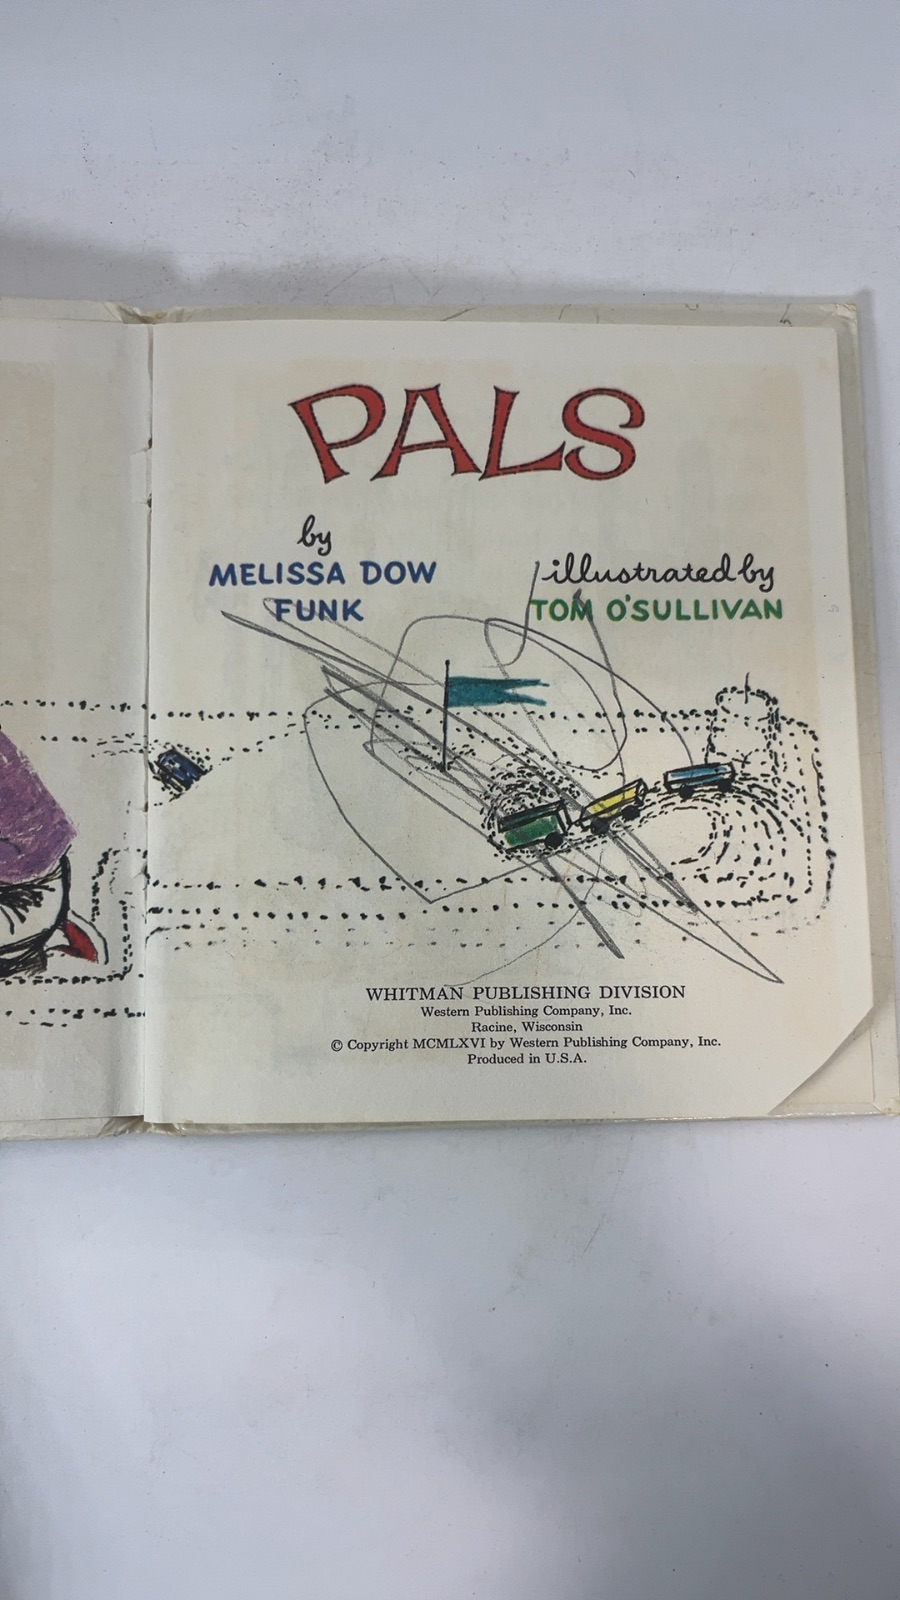 PALS
by
MELISSA DOW
FUNK
illustrated by
TOM O'SULLIVAN
WHITMAN PUBLISHING DIVISION
Western Publishing Company, Inc.
Racine, Wisconsin
© Copyright MCMLXVI by Western Publishing Company, Inc.
Produced in U.S.A.